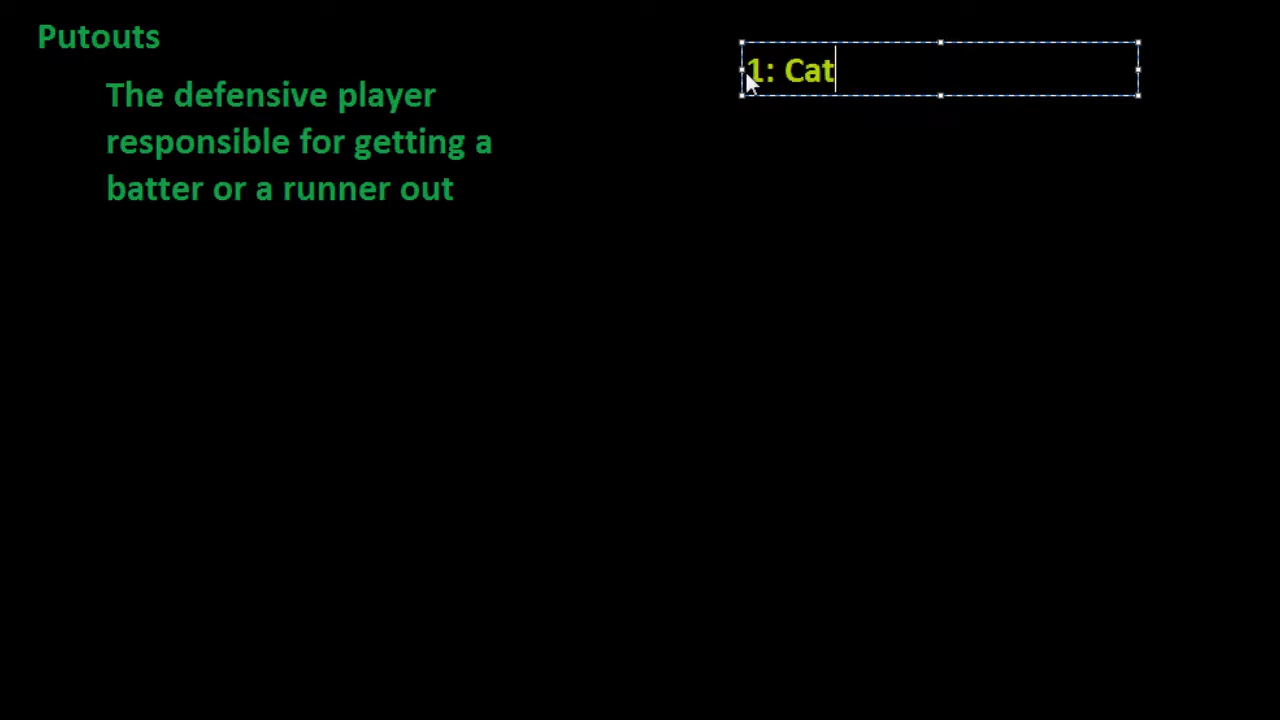 Putouts
The defensive player
responsible for getting a
batter or a runner out
1: Cat